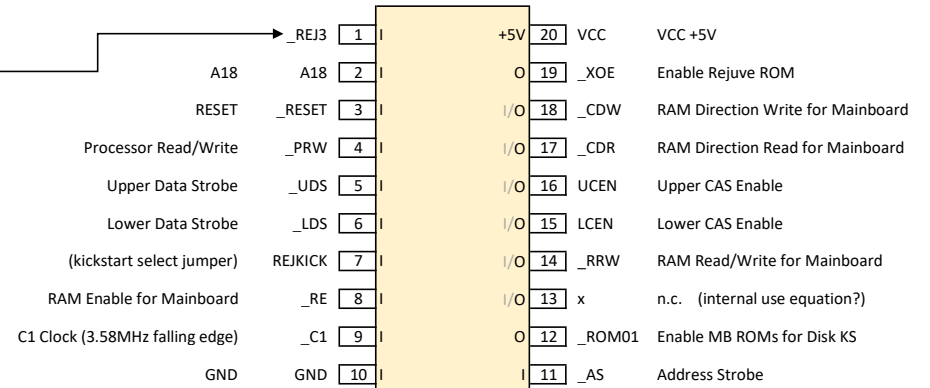 _REJ3 1 I +5V 20 VCC VCC +5V
A18 A18 2 I O 19 _XOE Enable Rejuve ROM
RESET _RESET 3 I I/O 18 _CDW RAM Direction Write for Mainboard
Processor Read/Write _PRW 4 I I/O 17 _CDR RAM Direction Read for Mainboard
Upper Data Strobe _UDS 5 I I/O 16 UCEN Upper CAS Enable
Lower Data Strobe _LDS 6 I I/O 15 LCEN Lower CAS Enable
(kickstart select jumper) REJKICK 7 I I/O 14 _RRW RAM Read/Write for Mainboard
RAM Enable for Mainboard _RE 8 I I/O 13 x n.c. (internal use equation?)
C1 Clock (3.58MHz falling edge) _C1 9 I O 12 _ROM01 Enable MB ROMs for Disk KS
GND GND 10 I I 11 _AS Address Strobe